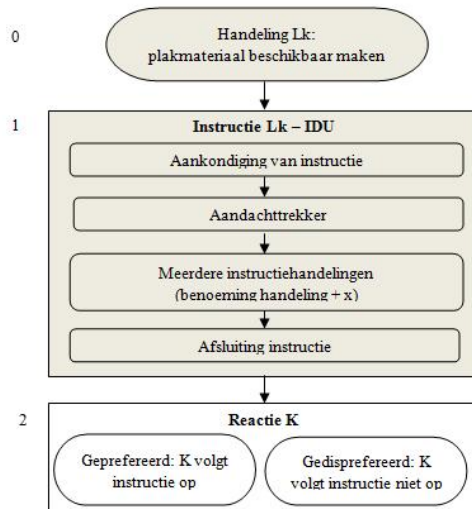 0
Handeling Lk:
plakmateriaal beschikbaar maken
1
Instructie Lk – IDU
Aankondiging van instructie
Aandachttrekker
Meerdere instructiehandelingen
(benoeming handeling + x)
Afsluiting instructie
2
Reactie K
Geprefereerd: K volgt
instructie op
Gedisprefereerd: K
volgt instructie niet op